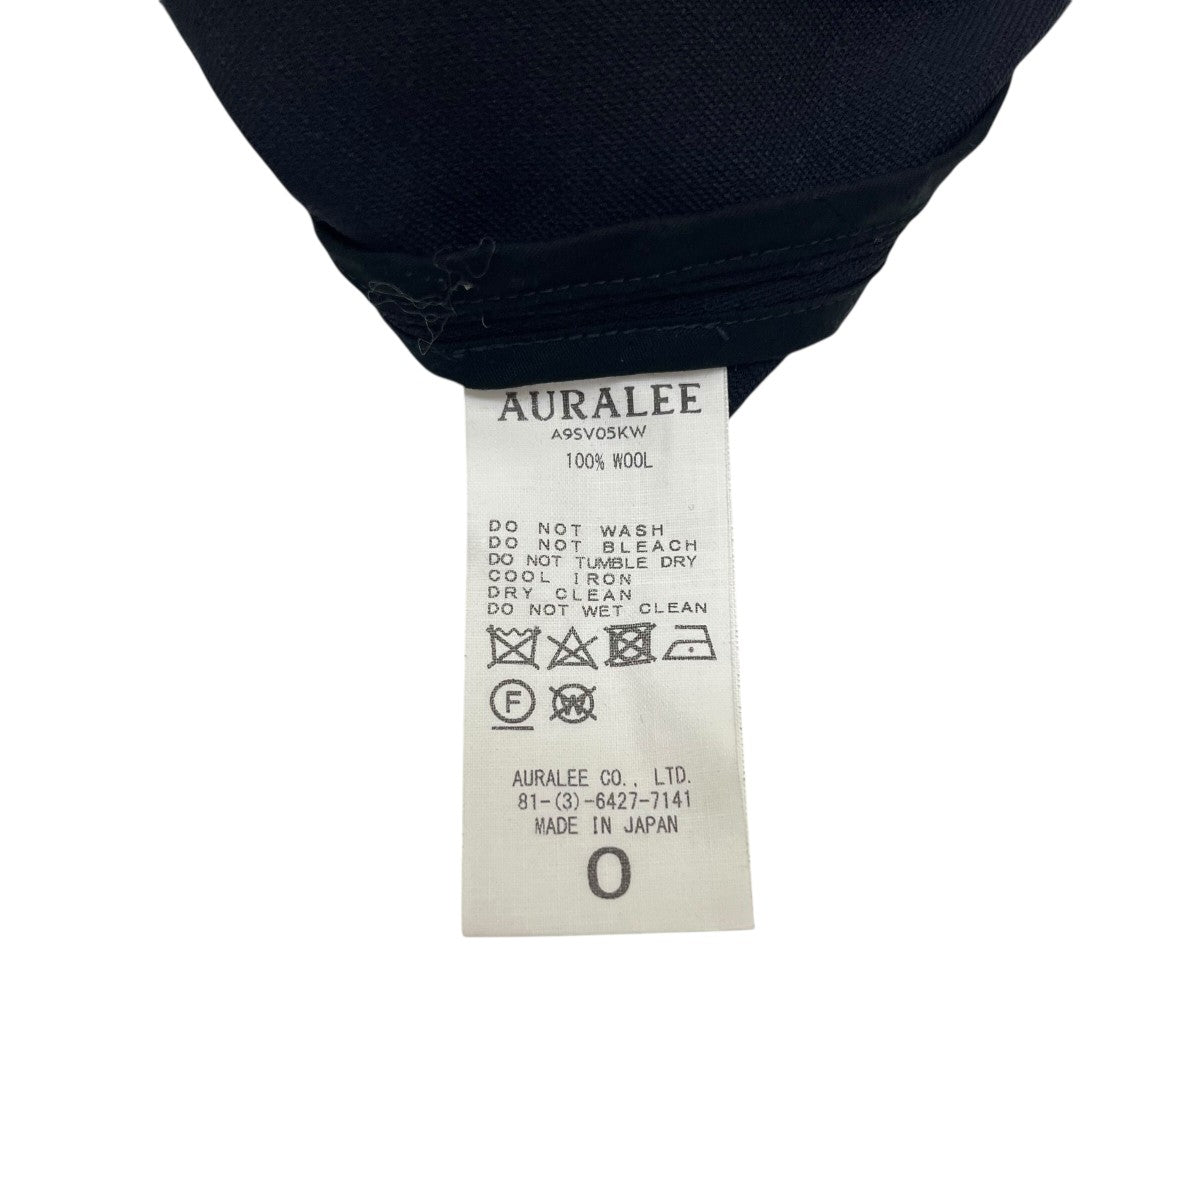 AURALEE
A9SV05KW
100% WOOL
DO NOT WASH
DO NOT BLEACH
DO NOT TUMBLE DRY
COOL IRON
DRY CLEAN
DO NOT WET CLEAN
F W
AURALEE CO., LTD.
81-(3)-6427-7141
MADE IN JAPAN
0